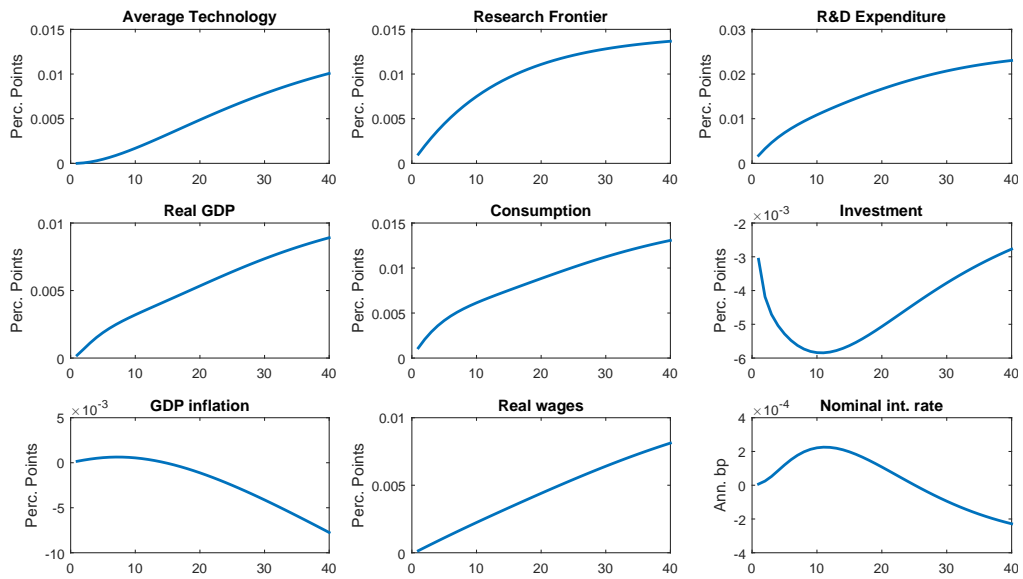 Average Technology
Perc. Points
0.015
0.01
0.005
0
0 10 20 30 40
Research Frontier
Perc. Points
0.015
0.01
0.005
0
0 10 20 30 40
R&D Expenditure
Perc. Points
0.03
0.02
0.01
0
0 10 20 30 40
Real GDP
Perc. Points
0.01
0.005
0
0 10 20 30 40
Consumption
Perc. Points
0.015
0.01
0.005
0
0 10 20 30 40
Investment
×10-3
Perc. Points
-2
-3
-4
-5
-6
0 10 20 30 40
GDP inflation
×10-3
Perc. Points
5
0
-5
-10
0 10 20 30 40
Real wages
Perc. Points
0.01
0.005
0
0 10 20 30 40
Nominal int. rate
×10-4
Ann. bp
4
2
0
-2
-4
0 10 20 30 40